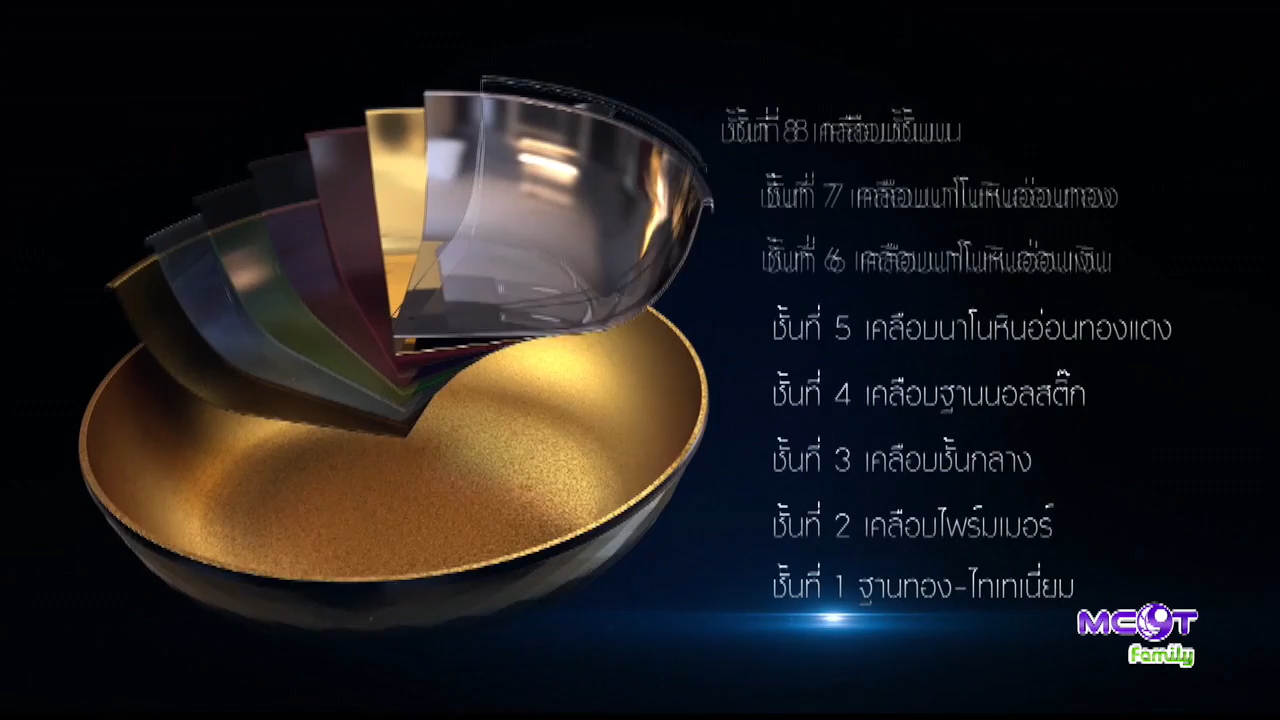 ชั้นที่ 8 เคลือบชั้นบน
ชั้นที่ 7 เคลือบนาโนหินอ่อนทอง
ชั้นที่ 6 เคลือบนาโนหินอ่อนเงิน
ชั้นที่ 5 เคลือบนาโนหินอ่อนทองแดง
ชั้นที่ 4 เคลือบฐานนอลสติ๊ก
ชั้นที่ 3 เคลือบชั้นกลาง
ชั้นที่ 2 เคลือบไพร์มเมอร์
ชั้นที่ 1 ฐานทอง-ไทเทเนี่ยม
MC9T
Family